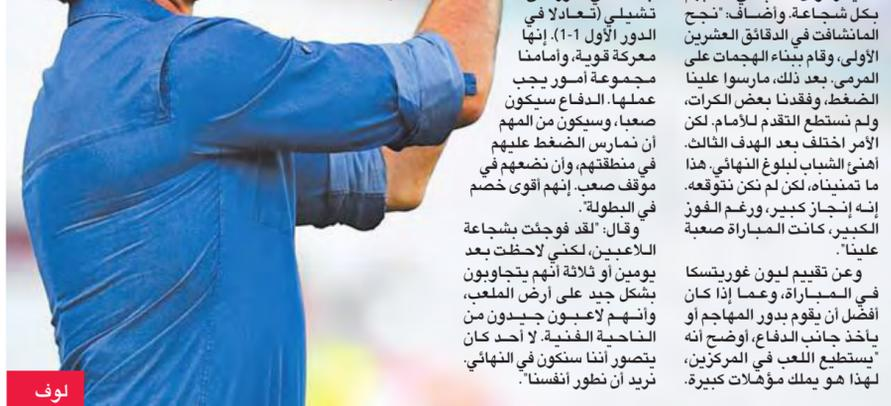 بكل شجاعة. وأضاف: "نجح
المانشافت في الدقائق العشرين
الأولى، وقام ببناء الهجمات على
المرمى. بعد ذلك، مارسوا علينا
الضغط، وفقدنا بعض الكرات،
ولم نستطع التقدم للأمام. لكن
الأمر اختلف بعد الهدف الثالث.
أهنئ الشباب لبلوغ النهائي. هذا
ما تمنيناه، لكن لم نكن نتوقعه.
إنه إنجاز كبير، ورغم الفوز
الكبير، كانت المباراة صعبة
علينا".
وعن تقييم ليون غوريتسكا
في المباراة، وعما إذا كان
أفضل أن يقوم بدور المهاجم أو
يأخذ جانب الدفاع، أوضح أنه
"يستطيع اللعب في المركزين،
لهذا هو يملك مؤهلات كبيرة.
تشيلي (تعادلا في
الدور الأول 1-1). إنها
معركة قوية، وأمامنا
مجموعة أمور يجب
عملها. الدفاع سيكون
صعبا، وسيكون من المهم
أن نمارس الضغط عليهم
في منطقتهم، وأن نضعهم في
موقف صعب. إنهم أقوى خصم
في البطولة".
وقال: "لقد فوجئت بشجاعة
اللاعبين، لكني لاحظت بعد
يومين أو ثلاثة أنهم يتجاوبون
بشكل جيد على أرض الملعب،
وأنهم لاعبون جيدون من
الناحية الفنية. لا أحد كان
يتصور أننا سنكون في النهائي.
نريد أن نطور أنفسنا".
لوف